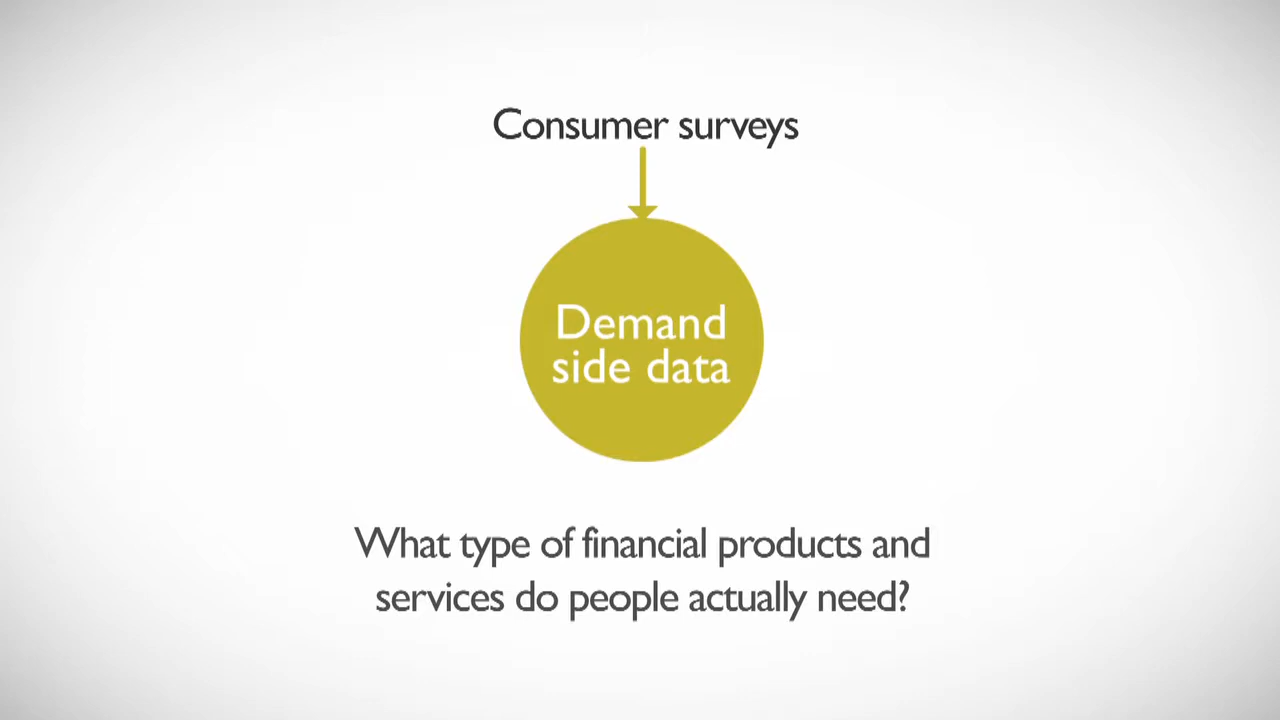 Consumer surveys
Demand
side data
What type of financial products and
services do people actually need?